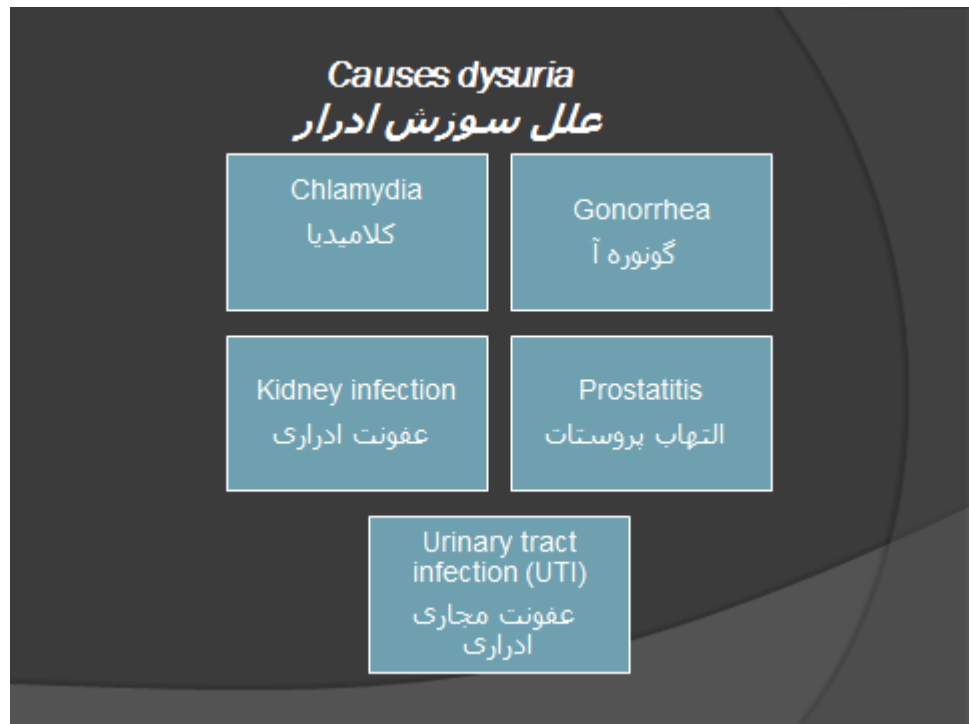 Causes dysuria
علل سوزش ادرار
Chlamydia
کلامیدیا
Gonorrhea
گونوره آ
Kidney infection
عفونت ادراری
Prostatitis
التهاب پروستات
Urinary tract
infection (UTI)
عفونت مجاری
ادراری